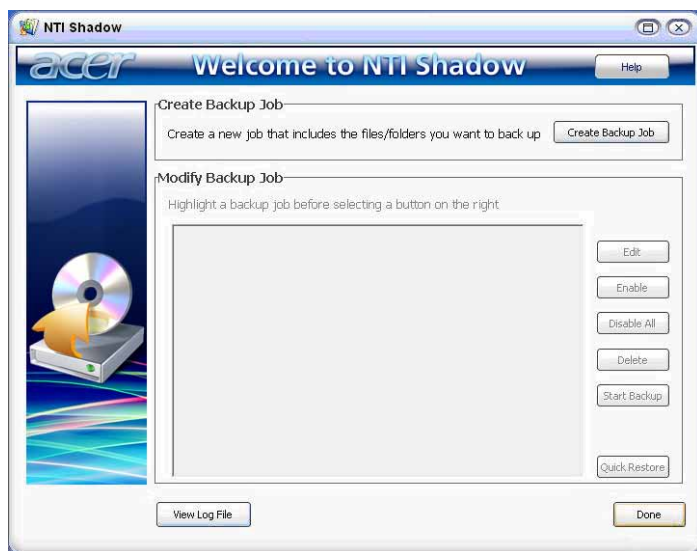 NTI Shadow
acer Welcome to NTI Shadow Help
Create Backup Job
Create a new job that includes the files/folders you want to back up Create Backup Job
Modify Backup Job
Highlight a backup job before selecting a button on the right
Edit
Enable
Disable All
Delete
Start Backup
Quick Restore
View Log File Done